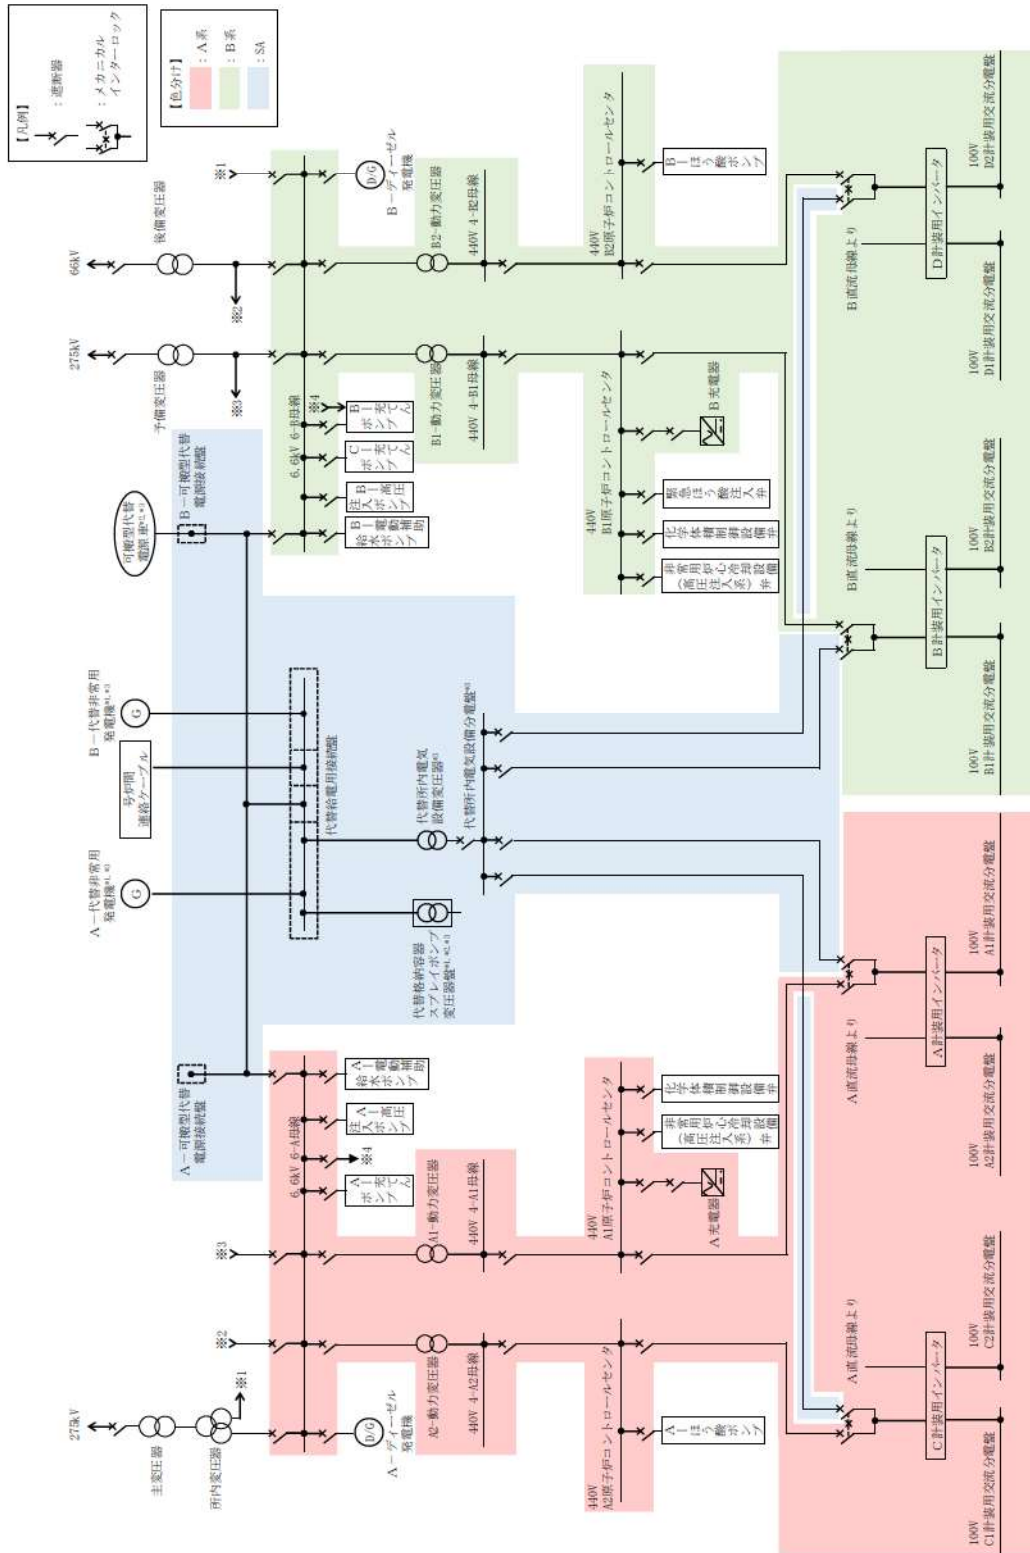 【凡例】
：遮断器
：メカニカル
インターロック
【色分け】
：A系
：B系
：SA
275kV
主変圧器
所内変圧器
※1
※2
※3
A－可搬型代替
電源接続盤
A－代替非常用
発電機*1,*3
号炉間
連絡ケーブル
B－代替非常用
発電機*1,*3
可搬型代替
電源車*2,*3
B－可搬型代替
電源接続盤
275kV
予備変圧器
※3
66kV
後備変圧器
※2
※1
A－ディーゼル
発電機
D/G
6.6kV 6-A母線
A－充てん
ポンプ
※4
A－高圧
注入ポンプ
A－電動補助
給水ポンプ
G
G
代替給電用接続盤
代替格納容器
スプレイポンプ
変圧器盤*1,*2,*3
代替所内電気
設備変圧器*3
代替所内電気設備分電盤*3
6.6kV 6-B母線
B－電動補助
給水ポンプ
B－高圧
注入ポンプ
C－充てん
ポンプ
B－充てん
ポンプ
※4
D/G
B－ディーゼル
発電機
A2-動力変圧器
440V 4-A2母線
A1-動力変圧器
440V 4-A1母線
B1-動力変圧器
440V 4-B1母線
B2-動力変圧器
440V 4-B2母線
440V
A2原子炉コントロールセンタ
A－ほう酸ポンプ
440V
A1原子炉コントロールセンタ
A充電器
非常用炉心冷却設備
(高圧注入系)弁
化学体積制御設備弁
440V
B1原子炉コントロールセンタ
非常用炉心冷却設備
(高圧注入系)弁
化学体積制御設備弁
緊急ほう酸注入弁
B充電器
440V
B2原子炉コントロールセンタ
B－ほう酸ポンプ
A直流母線より
C計装用インバータ
100V
C1計装用交流分電盤
100V
C2計装用交流分電盤
A直流母線より
A計装用インバータ
100V
A2計装用交流分電盤
100V
A1計装用交流分電盤
B直流母線より
B計装用インバータ
100V
B1計装用交流分電盤
100V
B2計装用交流分電盤
B直流母線より
D計装用インバータ
100V
D1計装用交流分電盤
100V
D2計装用交流分電盤